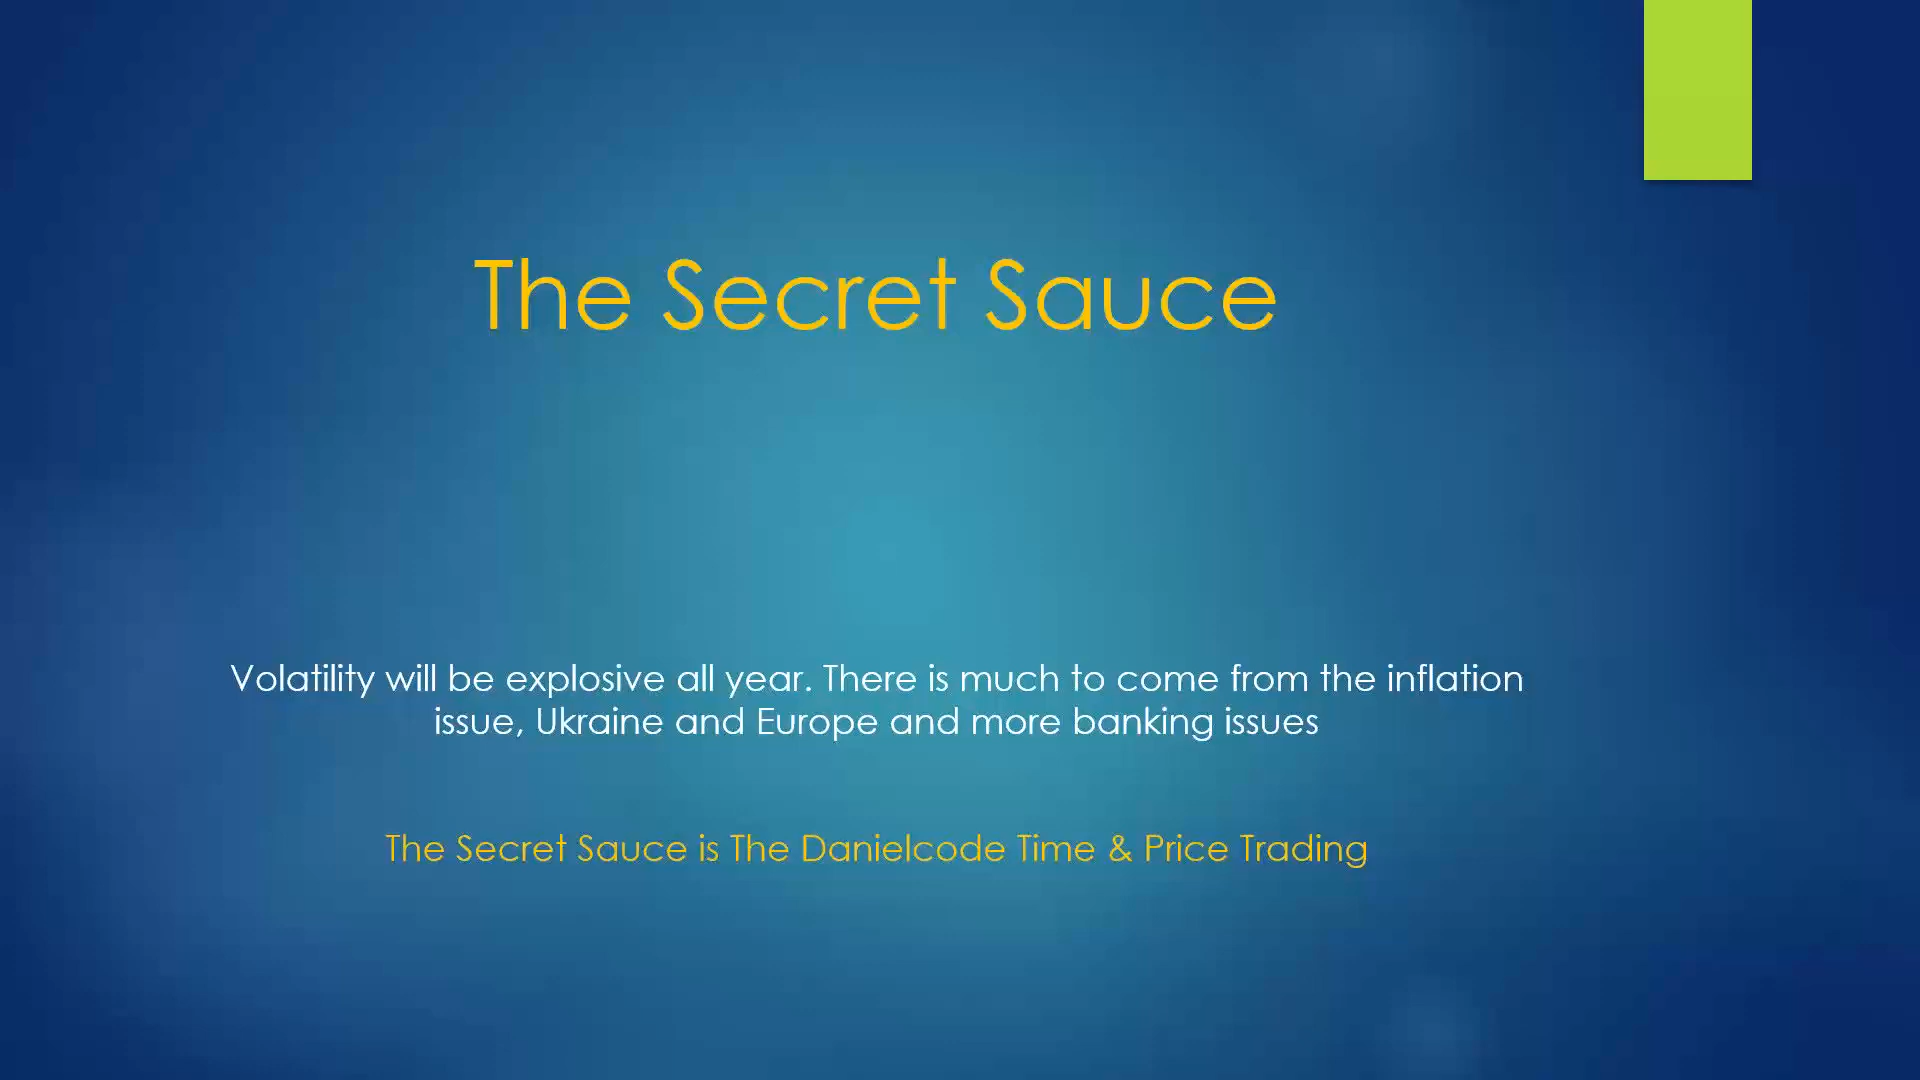 The Secret Sauce
Volatility will be explosive all year. There is much to come from the inflation
issue, Ukraine and Europe and more banking issues
The Secret Sauce is The Danielcode Time & Price Trading